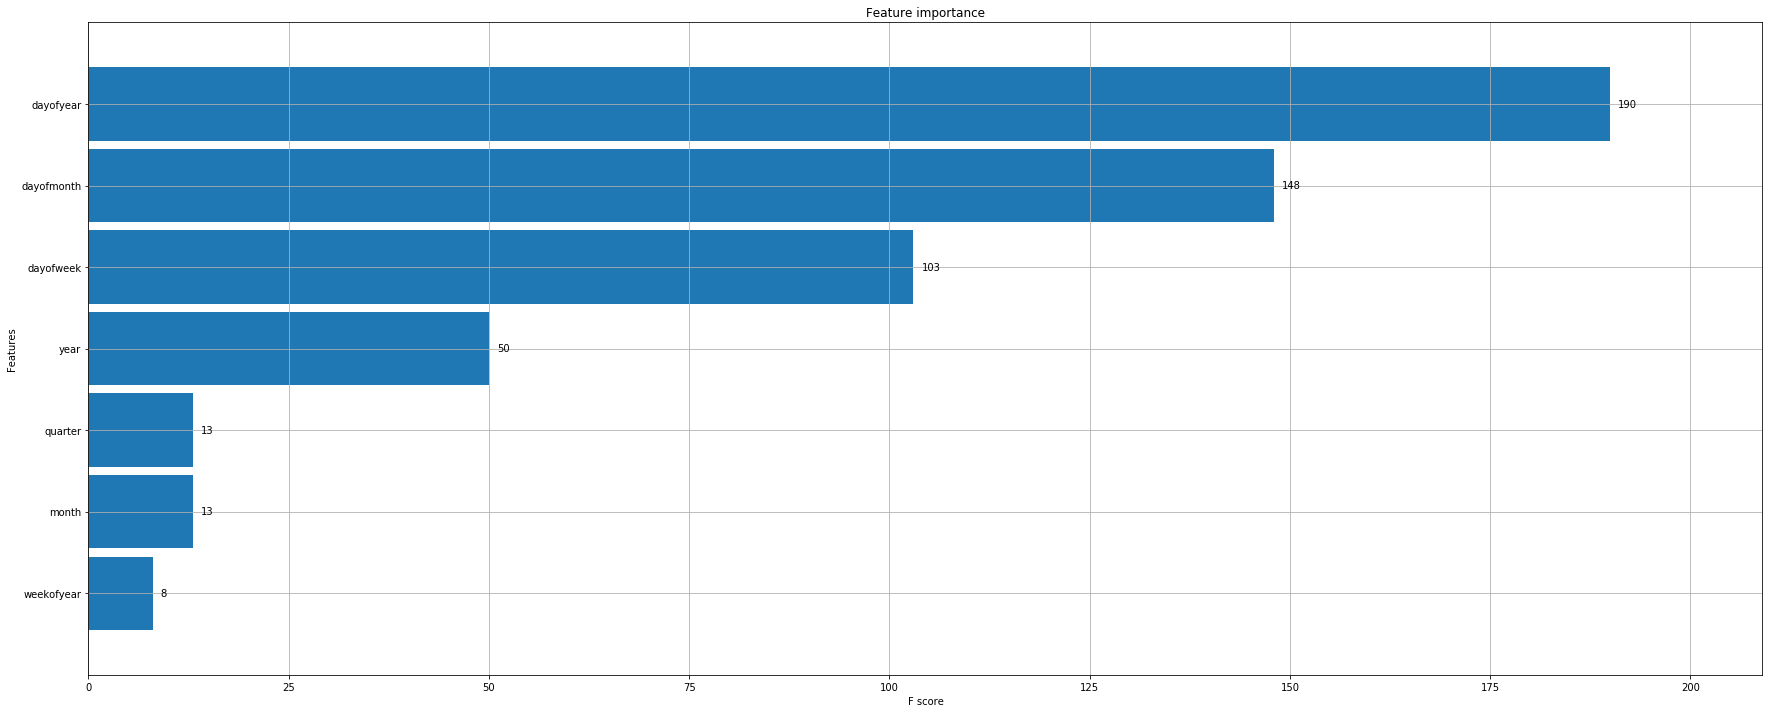 Feature importance
dayofyear 190
dayofmonth 148
dayofweek 103
year 50
quarter 13
month 13
weekofyear 8
Features
0 25 50 75 100 125 150 175 200
F score